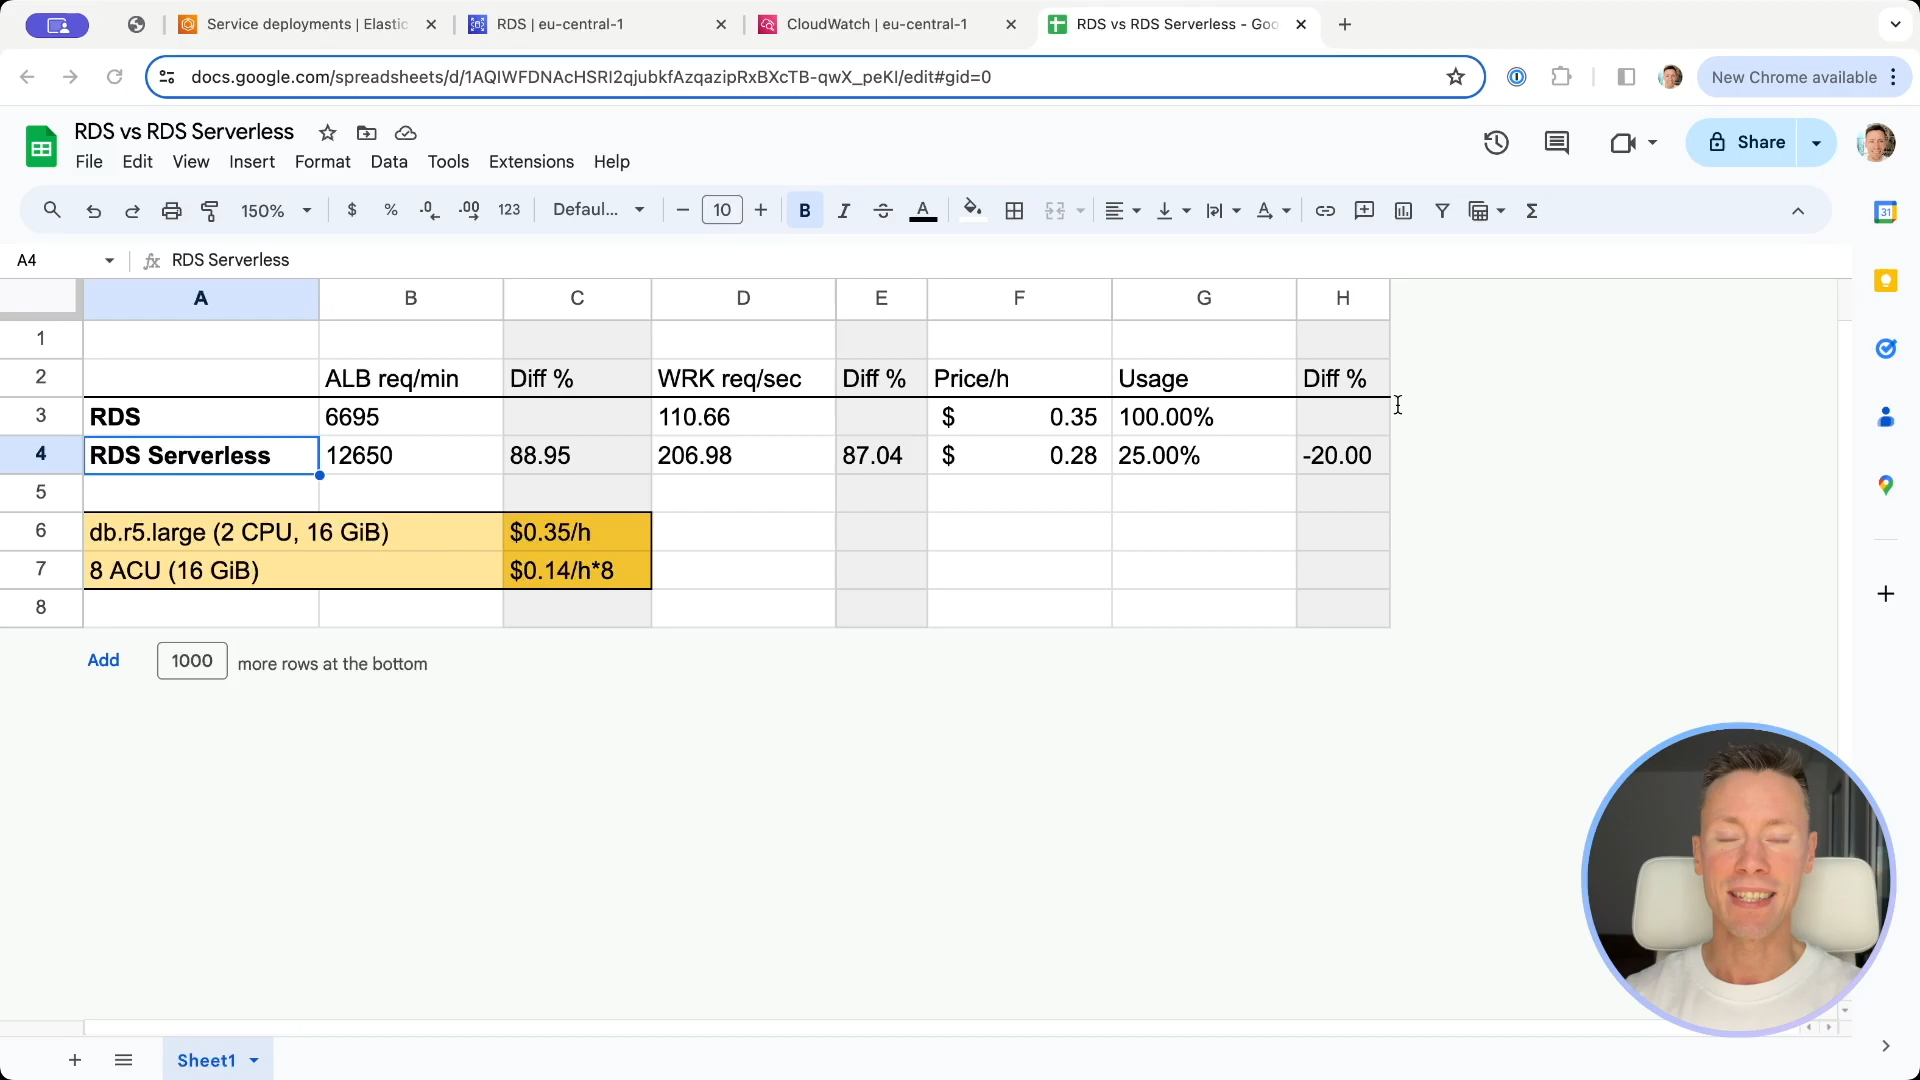 Service deployments | Elastic
RDS | eu-central-1
CloudWatch | eu-central-1
RDS vs RDS Serverless - Goo
docs.google.com/spreadsheets/d/1AQIWFDNAcHSRI2qjubkfAzqazipRxBXcTB-qwX_peKI/edit#gid=0
New Chrome available
RDS vs RDS Serverless
File Edit View Insert Format Data Tools Extensions Help
Share
150% $ % .0 .00 123 Defaul... 10 B I A
31
A4 fx RDS Serverless
A B C D E F G H
1
2 ALB req/min Diff % WRK req/sec Diff % Price/h Usage Diff %
3 RDS 6695 110.66 $ 0.35 100.00%
4 RDS Serverless 12650 88.95 206.98 87.04 $ 0.28 25.00% -20.00
5
6 db.r5.large (2 CPU, 16 GiB) $0.35/h
7 8 ACU (16 GiB) $0.14/h*8
8
Add 1000 more rows at the bottom
Sheet1